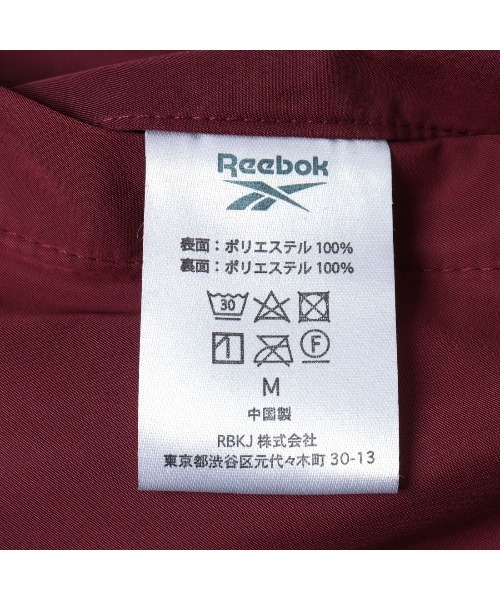 Reebok
表面：ポリエステル 100%
裏面：ポリエステル 100%
30
F
M
中国製
RBKJ 株式会社
東京都渋谷区元代々木町 30-13